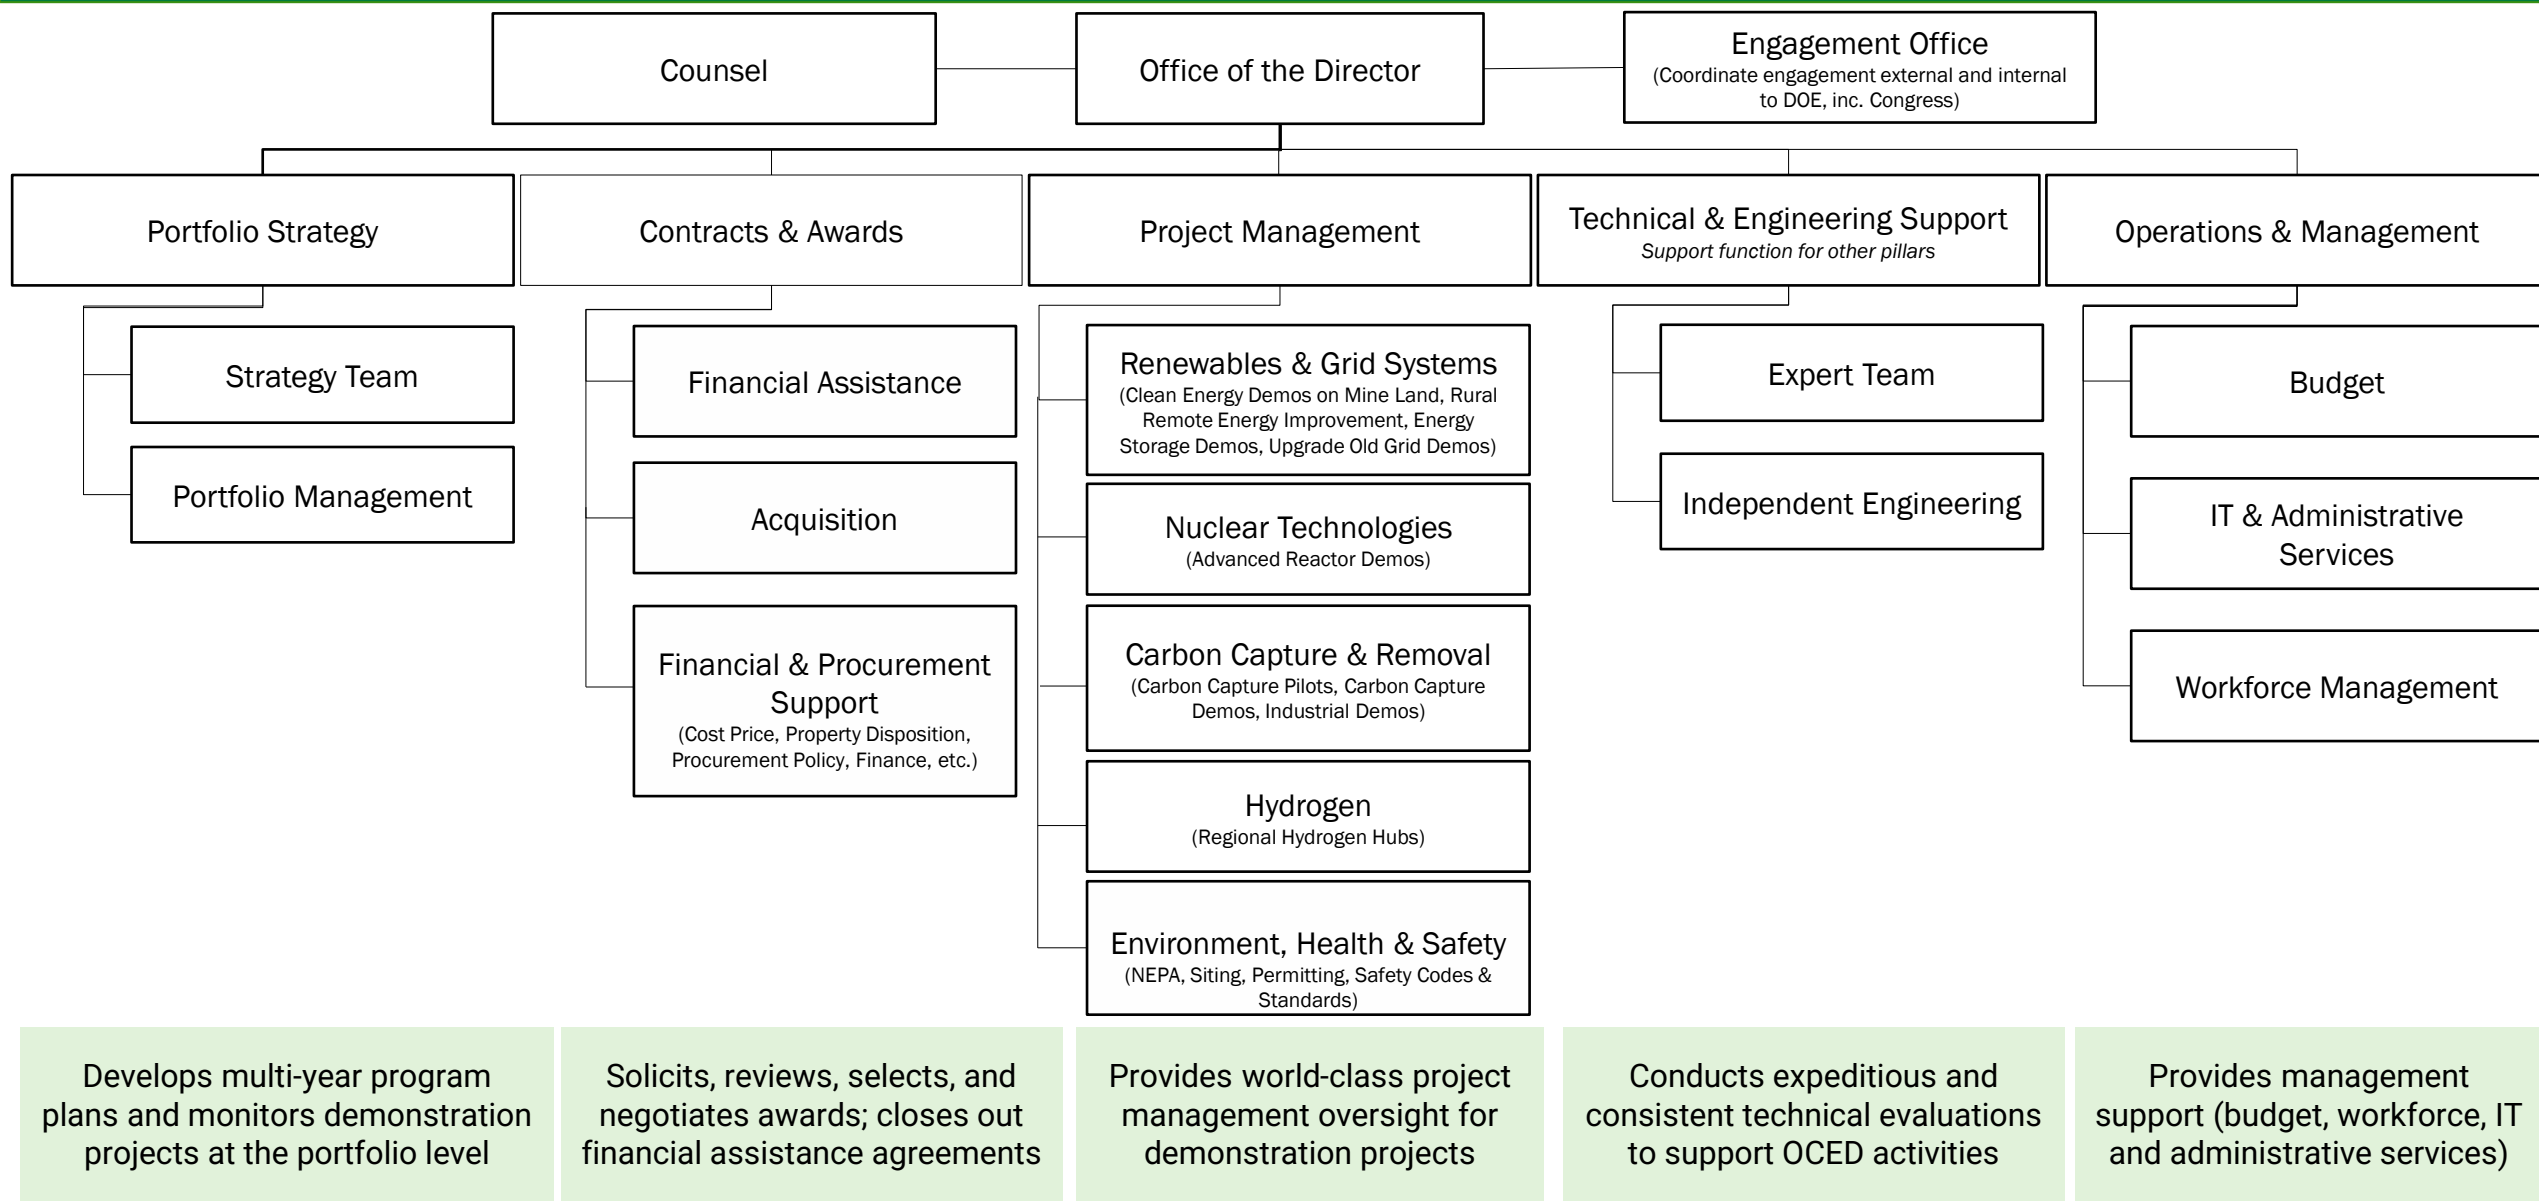 Counsel
Office of the Director
Engagement Office
(Coordinate engagement external and internal
to DOE, inc. Congress)
Portfolio Strategy
Contracts & Awards
Project Management
Technical & Engineering Support
Support function for other pillars
Operations & Management
Strategy Team
Portfolio Management
Financial Assistance
Acquisition
Financial & Procurement
Support
(Cost Price, Property Disposition,
Procurement Policy, Finance, etc.)
Renewables & Grid Systems
(Clean Energy Demos on Mine Land, Rural
Remote Energy Improvement, Energy
Storage Demos, Upgrade Old Grid Demos)
Nuclear Technologies
(Advanced Reactor Demos)
Carbon Capture & Removal
(Carbon Capture Pilots, Carbon Capture
Demos, Industrial Demos)
Hydrogen
(Regional Hydrogen Hubs)
Environment, Health & Safety
(NEPA, Siting, Permitting, Safety Codes &
Standards)
Expert Team
Independent Engineering
Budget
IT & Administrative
Services
Workforce Management
Develops multi-year program
plans and monitors demonstration
projects at the portfolio level
Solicits, reviews, selects, and
negotiates awards; closes out
financial assistance agreements
Provides world-class project
management oversight for
demonstration projects
Conducts expeditious and
consistent technical evaluations
to support OCED activities
Provides management
support (budget, workforce, IT
and administrative services)